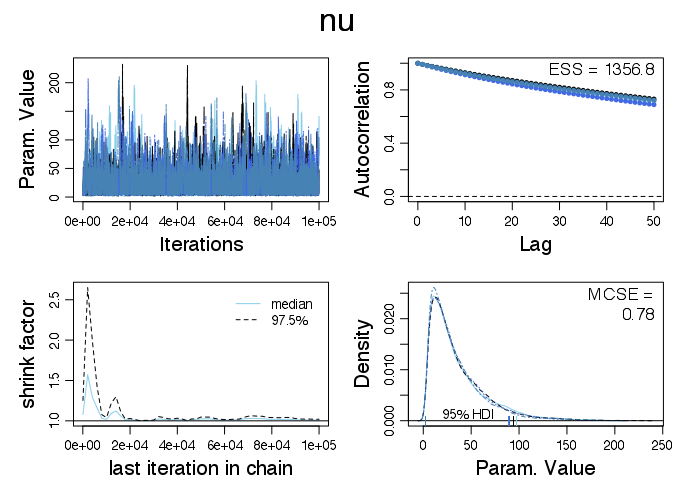 nu
Param. Value
0 50 100 200
0e+00 2e+04 4e+04 6e+04 8e+04 1e+05
Iterations
Autocorrelation
0.0 0.4 0.8
ESS = 1356.8
0 10 20 30 40 50
Lag
shrink factor
1.0 1.5 2.0 2.5
median
97.5%
0e+00 2e+04 4e+04 6e+04 8e+04 1e+05
last iteration in chain
Density
0.000 0.010 0.020
MCSE =
0.78
95% HDI
0 50 100 150 200 250
Param. Value